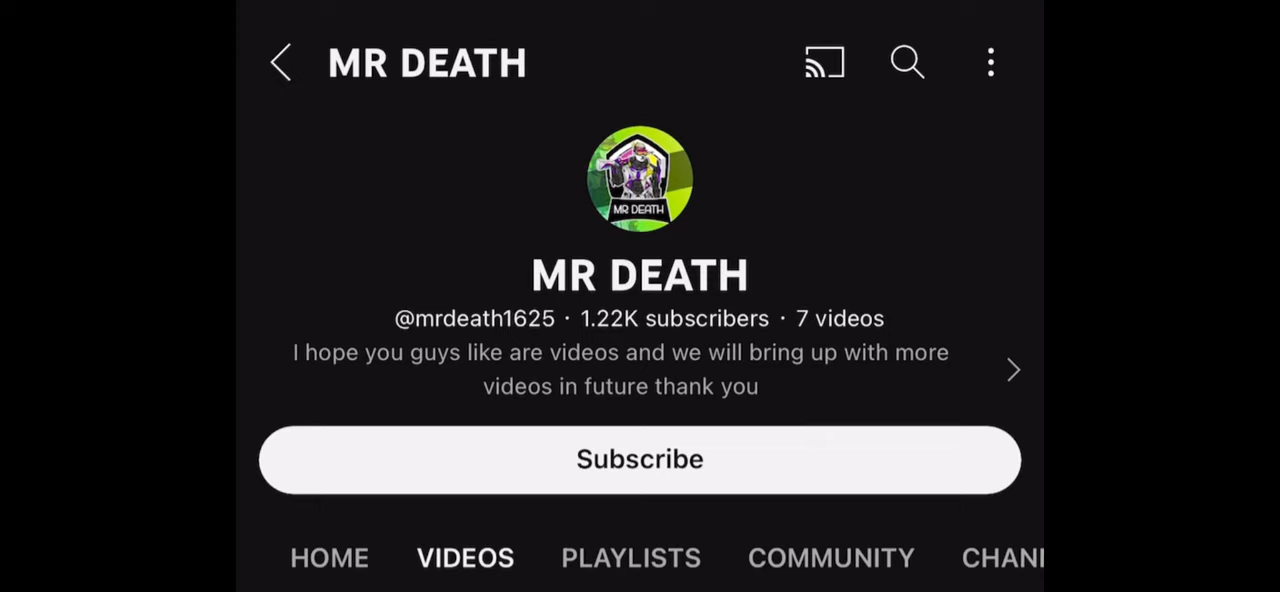 MR DEATH
MR DEATH
MR DEATH
@mrdeath1625 · 1.22K subscribers · 7 videos
I hope you guys like are videos and we will bring up with more
videos in future thank you
Subscribe
HOME VIDEOS PLAYLISTS COMMUNITY CHAN